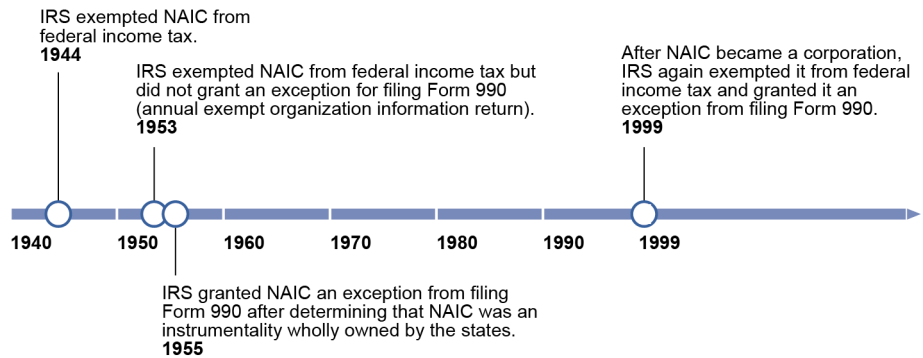 IRS exempted NAIC from
federal income tax.
1944
IRS exempted NAIC from federal income tax but
did not grant an exception for filing Form 990
(annual exempt organization information return).
1953
After NAIC became a corporation,
IRS again exempted it from federal
income tax and granted it an
exception from filing Form 990.
1999
1940 1950 1960 1970 1980 1990 1999
IRS granted NAIC an exception from filing
Form 990 after determining that NAIC was an
instrumentality wholly owned by the states.
1955